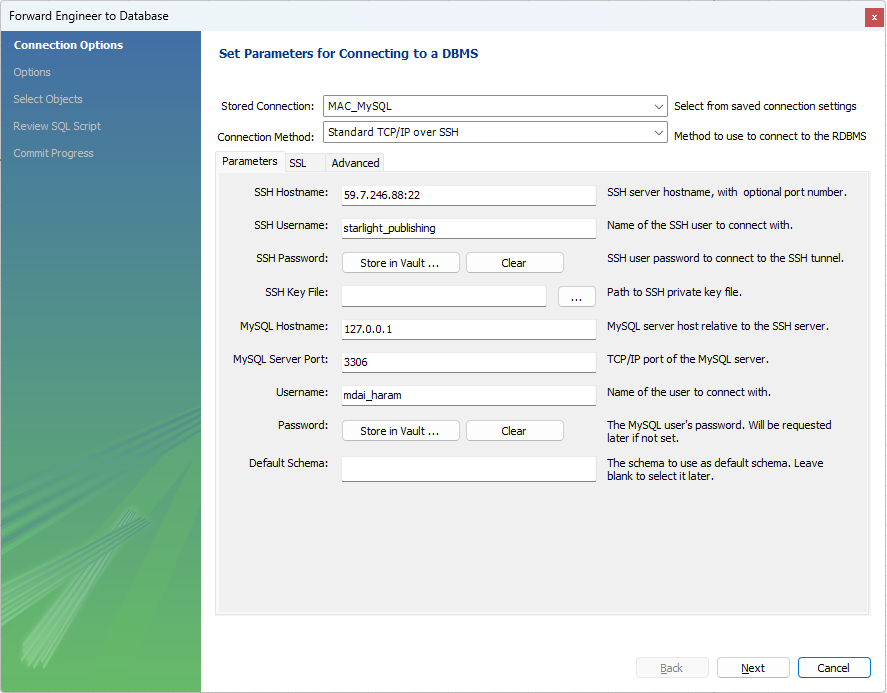 Forward Engineer to Database
x
Connection Options
Options
Select Objects
Review SQL Script
Commit Progress
Set Parameters for Connecting to a DBMS
Stored Connection: MAC_MySQL Select from saved connection settings
Connection Method: Standard TCP/IP over SSH Method to use to connect to the RDBMS
Parameters SSL Advanced
SSH Hostname: 59.7.246.88:22 SSH server hostname, with optional port number.
SSH Username: starlight_publishing Name of the SSH user to connect with.
SSH Password: Store in Vault ... Clear SSH user password to connect to the SSH tunnel.
SSH Key File: ... Path to SSH private key file.
MySQL Hostname: 127.0.0.1 MySQL server host relative to the SSH server.
MySQL Server Port: 3306 TCP/IP port of the MySQL server.
Username: mdai_haram Name of the user to connect with.
Password: Store in Vault ... Clear The MySQL user's password. Will be requested
later if not set.
Default Schema: The schema to use as default schema. Leave
blank to select it later.
Back Next Cancel